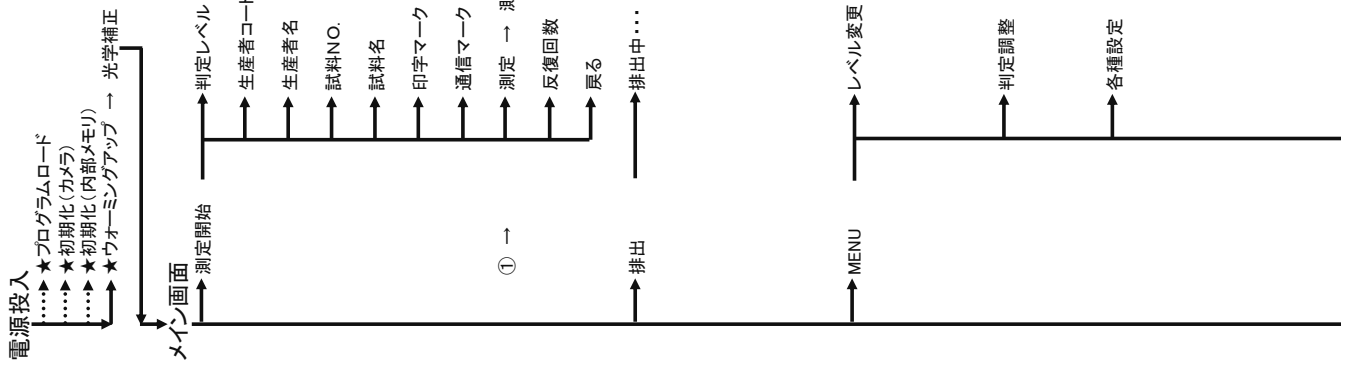 電源投入
★プログラムロード
★初期化(カメラ)
★初期化(内部メモリ)
★ウォーミングアップ → 光学補正
メイン画面
測定開始
判定レベル
生産者コード
生産者名
試料NO.
試料名
印字マーク
通信マーク
① →
測定 →
反復回数
戻る
排出
排出中・・・
MENU
レベル変更
判定調整
各種設定